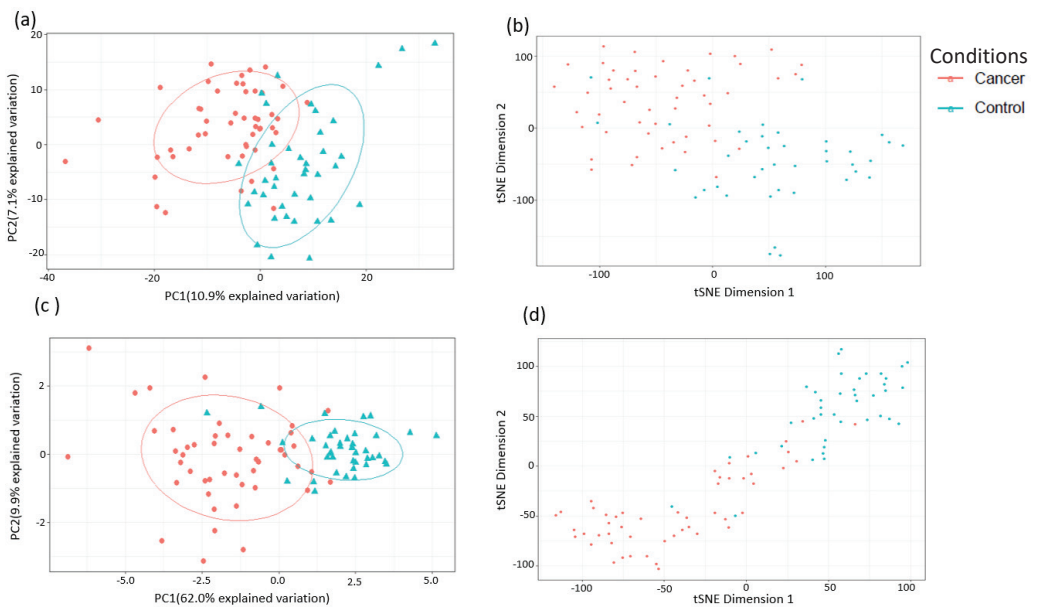 (a)
20
10
0
-10
-20
-40
-20
0
20
PC2(7.1% explained variation)
PC1(10.9% explained variation)
(b)
100
0
-100
-100
0
100
tSNE Dimension 2
tSNE Dimension 1
Conditions
Cancer
Control
(c )
2
0
-2
-5.0
-2.5
0.0
2.5
5.0
PC2(9.9% explained variation)
PC1(62.0% explained variation)
(d)
100
50
0
-50
-100
-100
-50
0
50
100
tSNE Dimension 2
tSNE Dimension 1